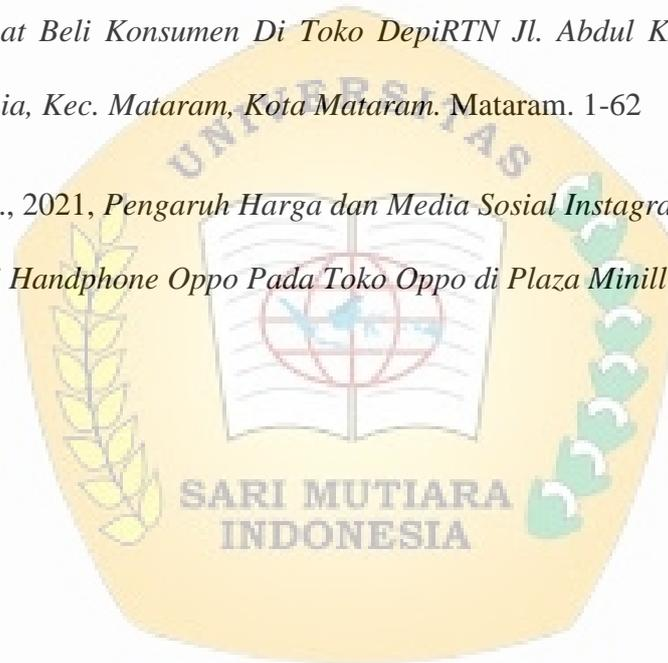 at Beli Konsumen Di Toko DepiRTN Jl. Abdul K
ia, Kec. Mataram, Kota Mataram. Mataram. 1-62
., 2021, Pengaruh Harga dan Media Sosial Instagra
Handphone Oppo Pada Toko Oppo di Plaza Minill
UNIVERSITAS
SARI MUTIARA
INDONESIA